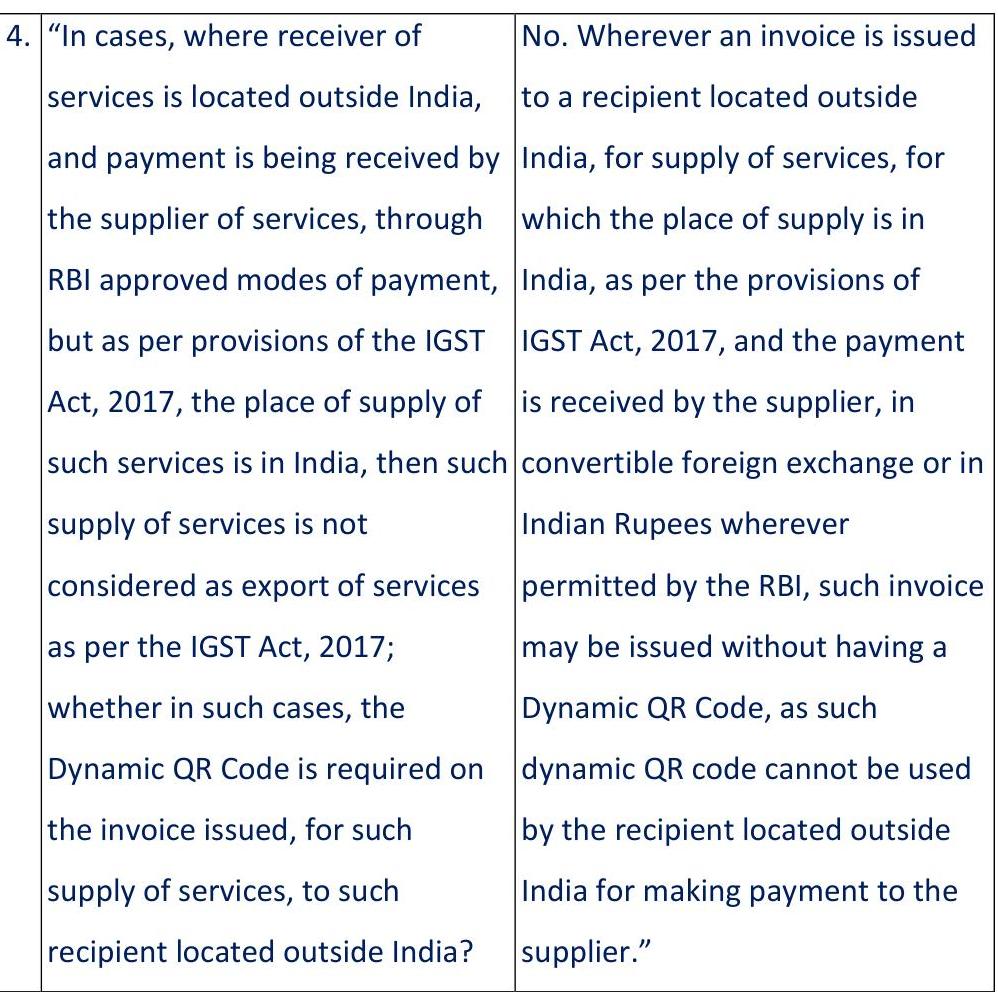 4.
“In cases, where receiver of
services is located outside India,
and payment is being received by
the supplier of services, through
RBI approved modes of payment,
but as per provisions of the IGST
Act, 2017, the place of supply of
such services is in India, then such
supply of services is not
considered as export of services
as per the IGST Act, 2017;
whether in such cases, the
Dynamic QR Code is required on
the invoice issued, for such
supply of services, to such
recipient located outside India?
No. Wherever an invoice is issued
to a recipient located outside
India, for supply of services, for
which the place of supply is in
India, as per the provisions of
IGST Act, 2017, and the payment
is received by the supplier, in
convertible foreign exchange or in
Indian Rupees wherever
permitted by the RBI, such invoice
may be issued without having a
Dynamic QR Code, as such
dynamic QR code cannot be used
by the recipient located outside
India for making payment to the
supplier.”